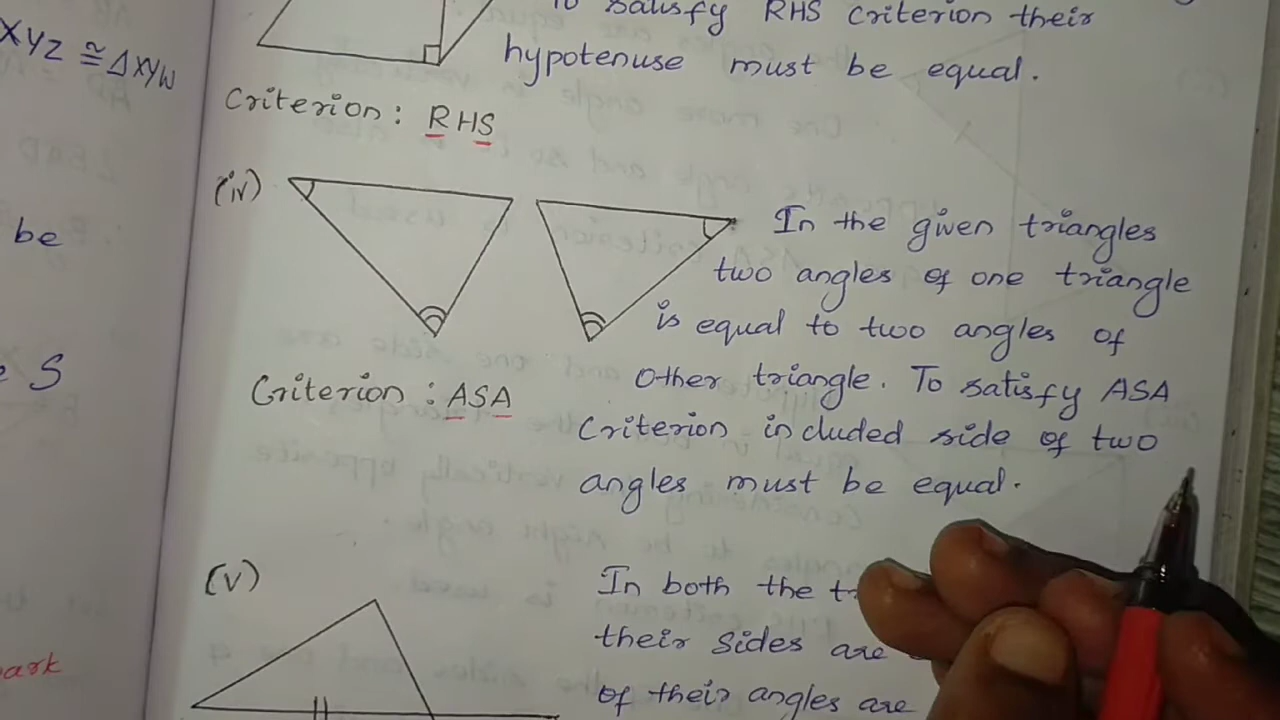 XYZ ≅ ΔXYW
be
S
ark
To satisfy RHS criterion their
hypotenuse must be equal.
Criterion : RHS
(iv)
In the given triangles
two angles of one triangle
is equal to two angles of
Other triangle. To satisfy ASA
Criterion included side of two
angles must be equal.
Criterion : ASA
(v)
In both the
their sides are
of their angles are